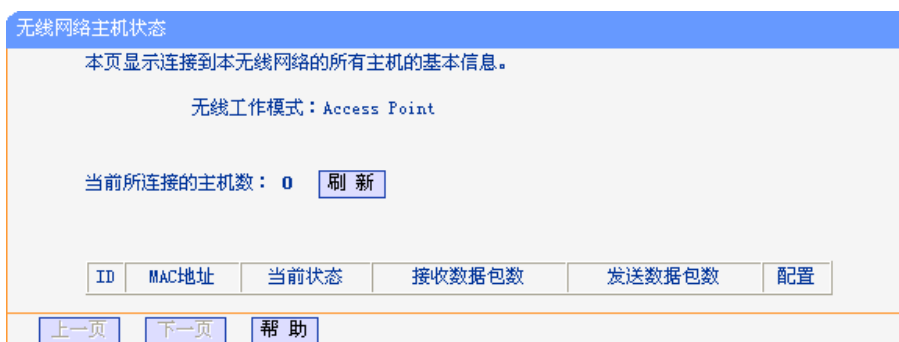 无线网络主机状态
本页显示连接到本无线网络的所有主机的基本信息。
无线工作模式：Access Point
当前所连接的主机数： 0 刷 新
ID MAC地址 当前状态 接收数据包数 发送数据包数 配置
上一页 下一页 帮 助